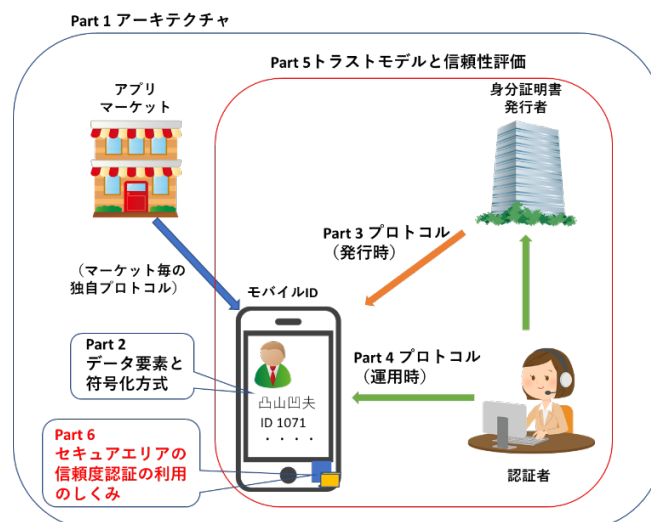 Part 1 アーキテクチャ
Part 5トラストモデルと信頼性評価
アプリ
マーケット
身分証明書
発行者
Part 3 プロトコル
（発行時）
（マーケット毎の
独自プロトコル）
モバイルID
Part 2
データ要素と
符号化方式
凸山凹夫
ID 1071
・・・・
Part 4 プロトコル
（運用時）
Part 6
セキュアエリアの
信頼度認証の利用
のしくみ
認証者